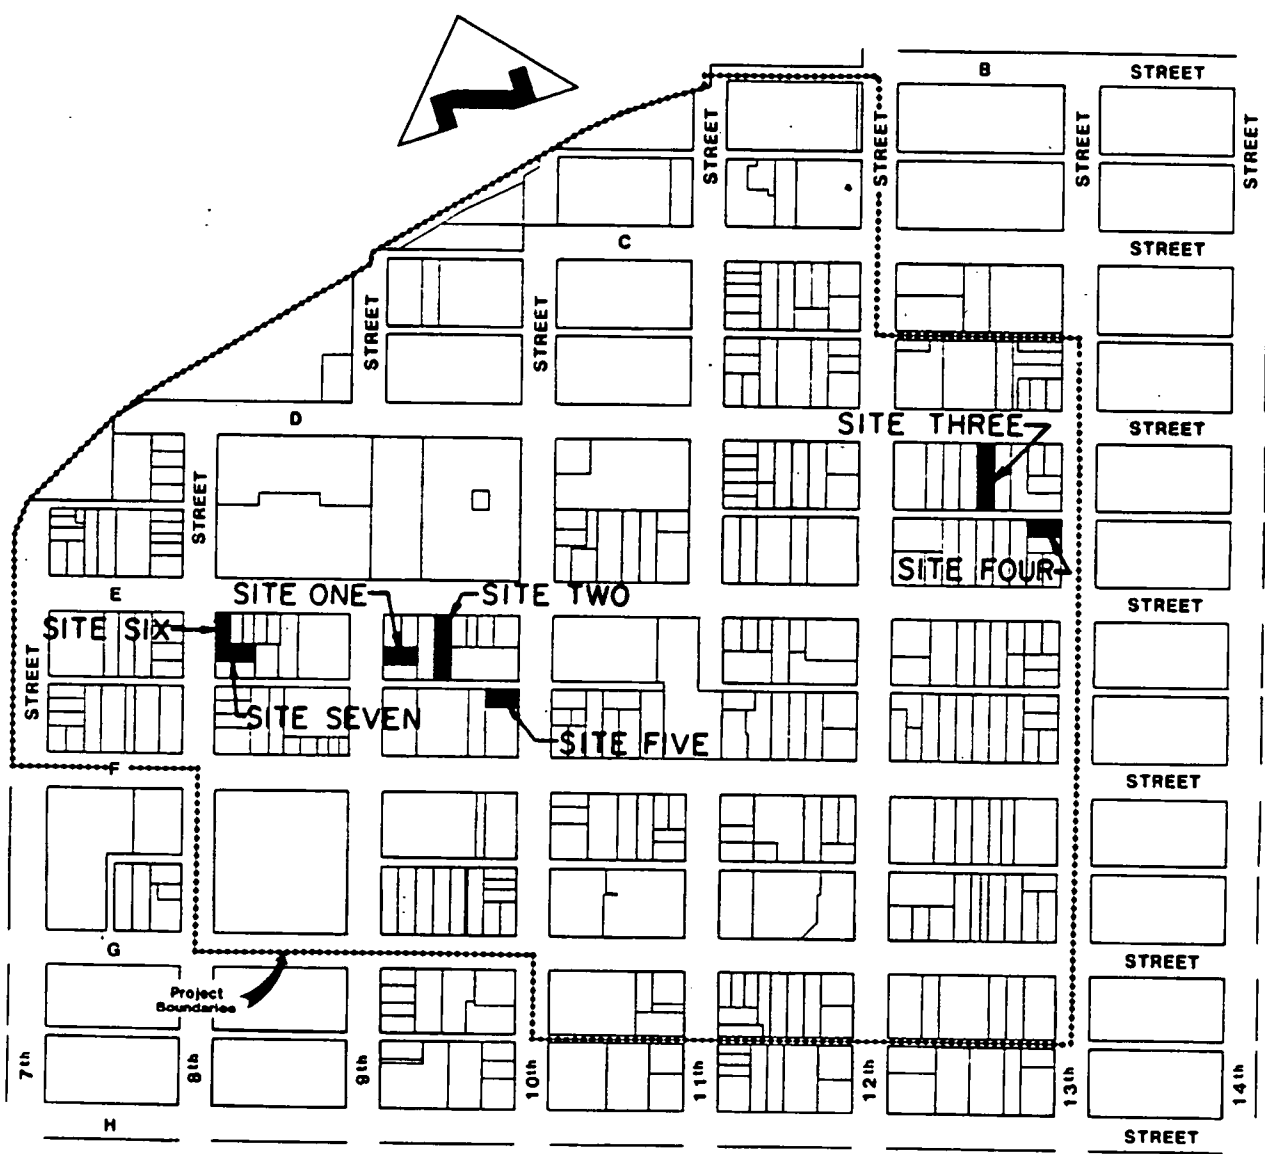 B STREET
STREET
STREET
STREET
STREET
C STREET
STREET
STREET
D STREET
SITE THREE
STREET
SITE FOUR
E STREET
SITE ONE
SITE TWO
SITE SIX
STREET
SITE SEVEN
SITE FIVE
F STREET
G STREET
Project
Boundaries
7th
8th
9th
10th
11th
12th
13th
14th
H STREET